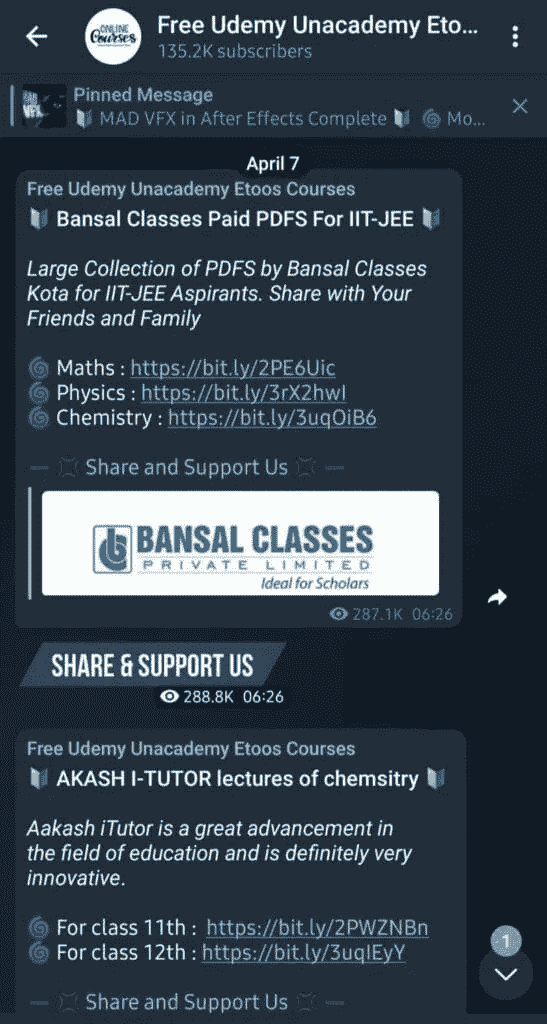 Free Udemy Unacademy Eto...
135.2K subscribers
ONLINE
Courses
Pinned Message
MAD VFX in After Effects Complete 🔰 🌀 Mo...
April 7
Free Udemy Unacademy Etoos Courses
🔰 Bansal Classes Paid PDFS For IIT-JEE 🔰
Large Collection of PDFS by Bansal Classes
Kota for IIT-JEE Aspirants. Share with Your
Friends and Family
🌀 Maths : https://bit.ly/2PE6Uic
🌀 Physics : https://bit.ly/3rX2hwI
🌀 Chemistry : https://bit.ly/3uqOiB6
— Share and Support Us —
BANSAL CLASSES
PRIVATE LIMITED
Ideal for Scholars
287.1K 06:26
SHARE & SUPPORT US
288.8K 06:26
Free Udemy Unacademy Etoos Courses
🔰 AKASH I-TUTOR lectures of chemsitry 🔰
Aakash iTutor is a great advancement in
the field of education and is definitely very
innovative.
🌀 For class 11th : https://bit.ly/2PWZNBn
🌀 For class 12th : https://bit.ly/3uqIEyY
1
— Share and Support Us —